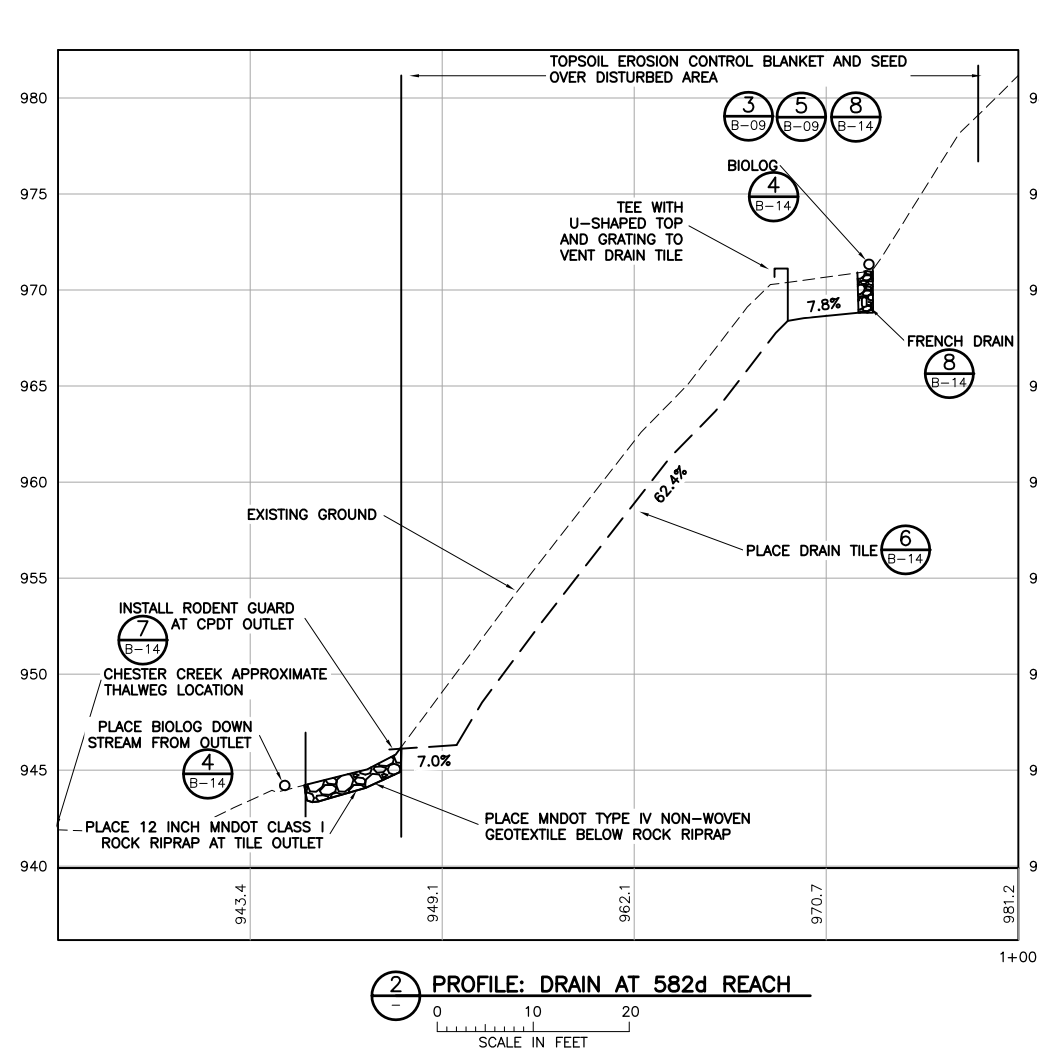 TOPSOIL EROSION CONTROL BLANKET AND SEED
OVER DISTURBED AREA
980
9
3
B-09
5
B-09
8
B-14
BIOLOG
4
B-14
975
9
TEE WITH
U-SHAPED TOP
AND GRATING TO
VENT DRAIN TILE
970
9
7.8%
FRENCH DRAIN
8
B-14
965
9
960
9
62.4%
EXISTING GROUND
PLACE DRAIN TILE
6
B-14
955
9
INSTALL RODENT GUARD
AT CPDT OUTLET
7
B-14
950
9
CHESTER CREEK APPROXIMATE
THALWEG LOCATION
PLACE BIOLOG DOWN
STREAM FROM OUTLET
4
B-14
945
9
7.0%
PLACE 12 INCH MNDOT CLASS I
ROCK RIPRAP AT TILE OUTLET
PLACE MNDOT TYPE IV NON-WOVEN
GEOTEXTILE BELOW ROCK RIPRAP
940
9
943.4
949.1
962.1
970.7
981.2
1+00
2
-
PROFILE: DRAIN AT 582d REACH
0 10 20
SCALE IN FEET